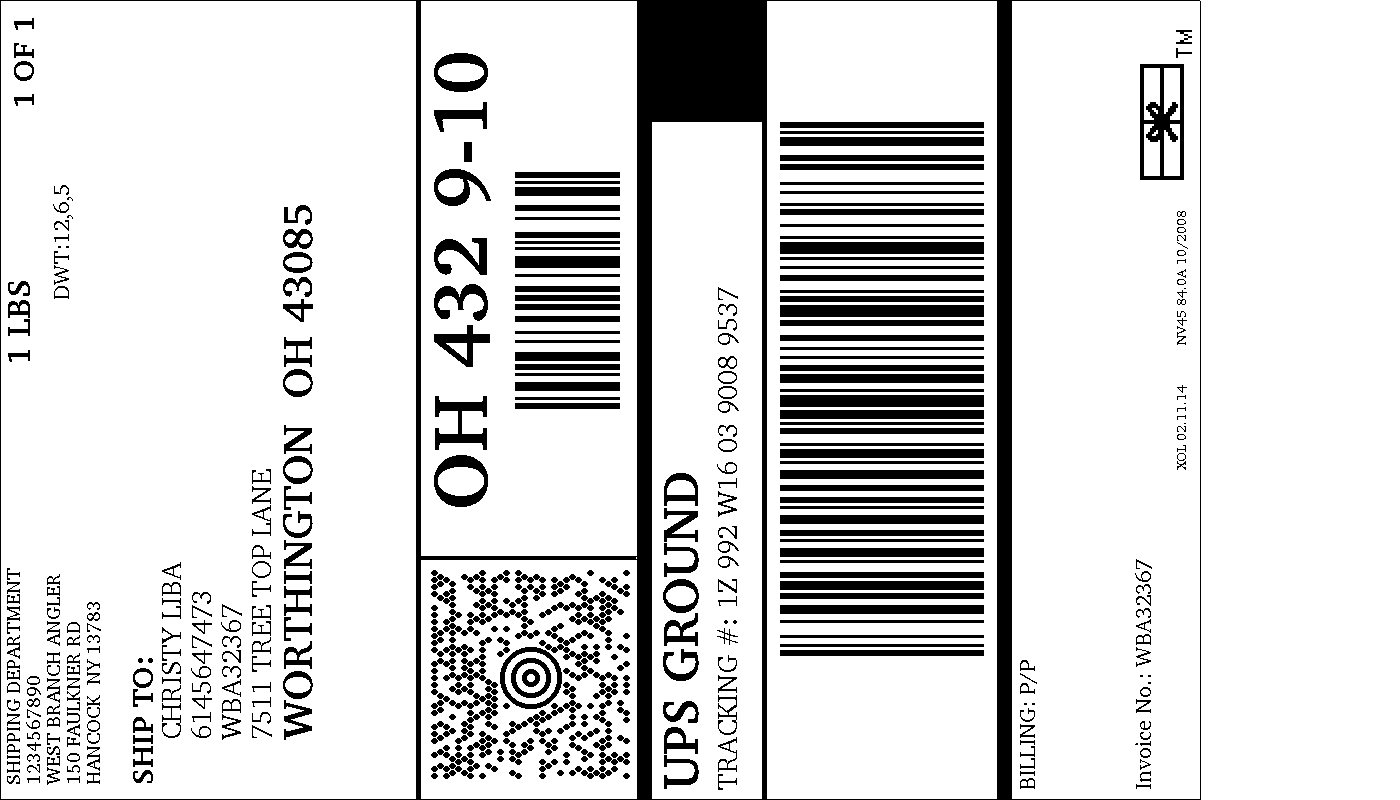 SHIPPING DEPARTMENT
1234567890
WEST BRANCH ANGLER
150 FAULKNER RD
HANCOCK NY 13783
1 LBS
1 OF 1
DWT:12,6,5
SHIP TO:
CHRISTY LIBA
6145647473
WBA32367
7511 TREE TOP LANE
WORTHINGTON OH 43085
OH 432 9-10
UPS GROUND
TRACKING #: 1Z 992 W16 03 9008 9537
BILLING: P/P
Invoice No.: WBA32367
XOL 02.11.14 NV45 84.0A 10/2008
TM